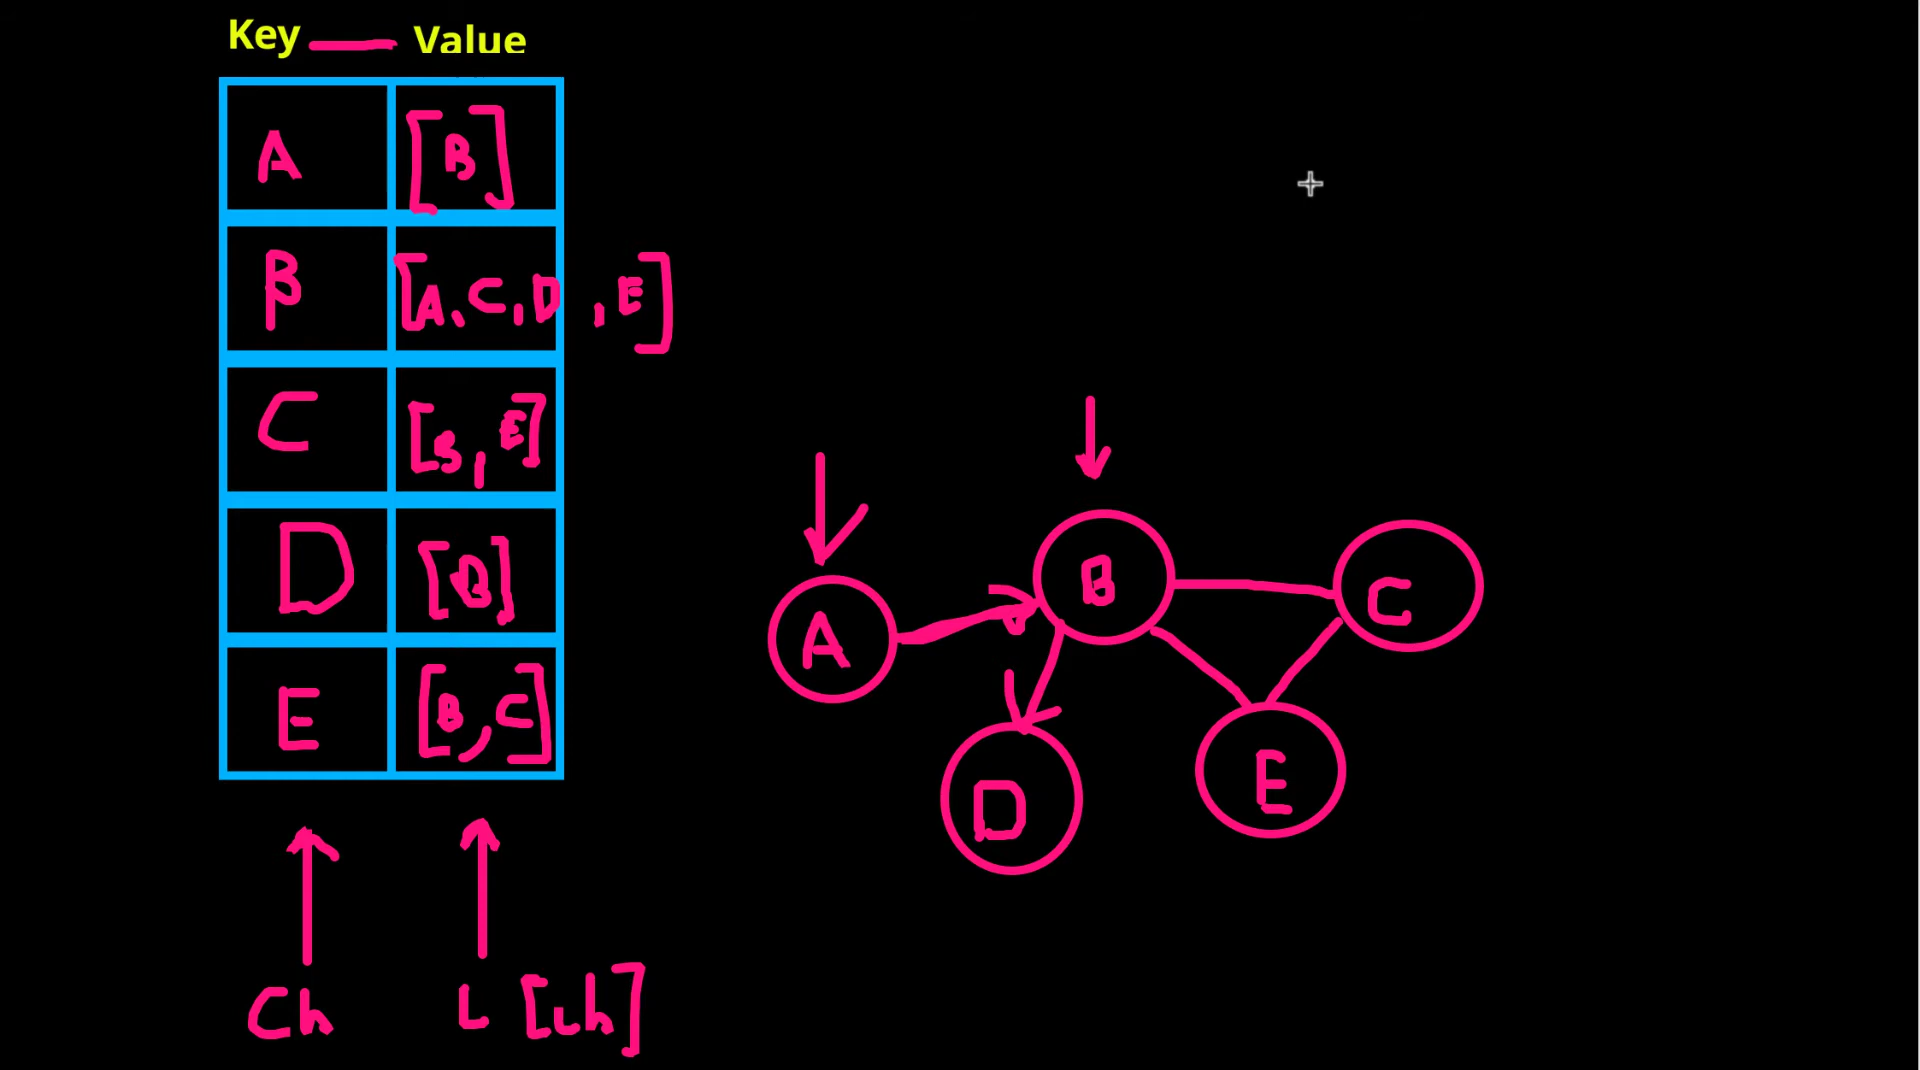 Key — Value
A [B]
B [A, C, D, E]
C [B, E]
D [B]
E [B, C]
A
B
C
D
E
Ch L [Ch]